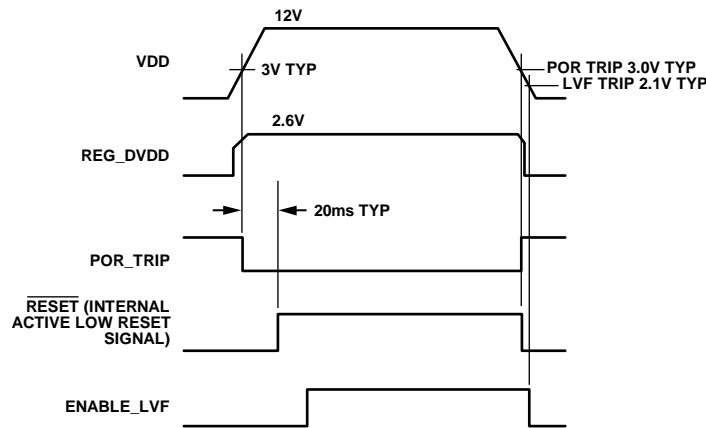 12V
VDD
3V TYP
POR TRIP 3.0V TYP
LVF TRIP 2.1V TYP
2.6V
REG_DVDD
20ms TYP
POR_TRIP
RESET (INTERNAL
ACTIVE LOW RESET
SIGNAL)
ENABLE_LVF